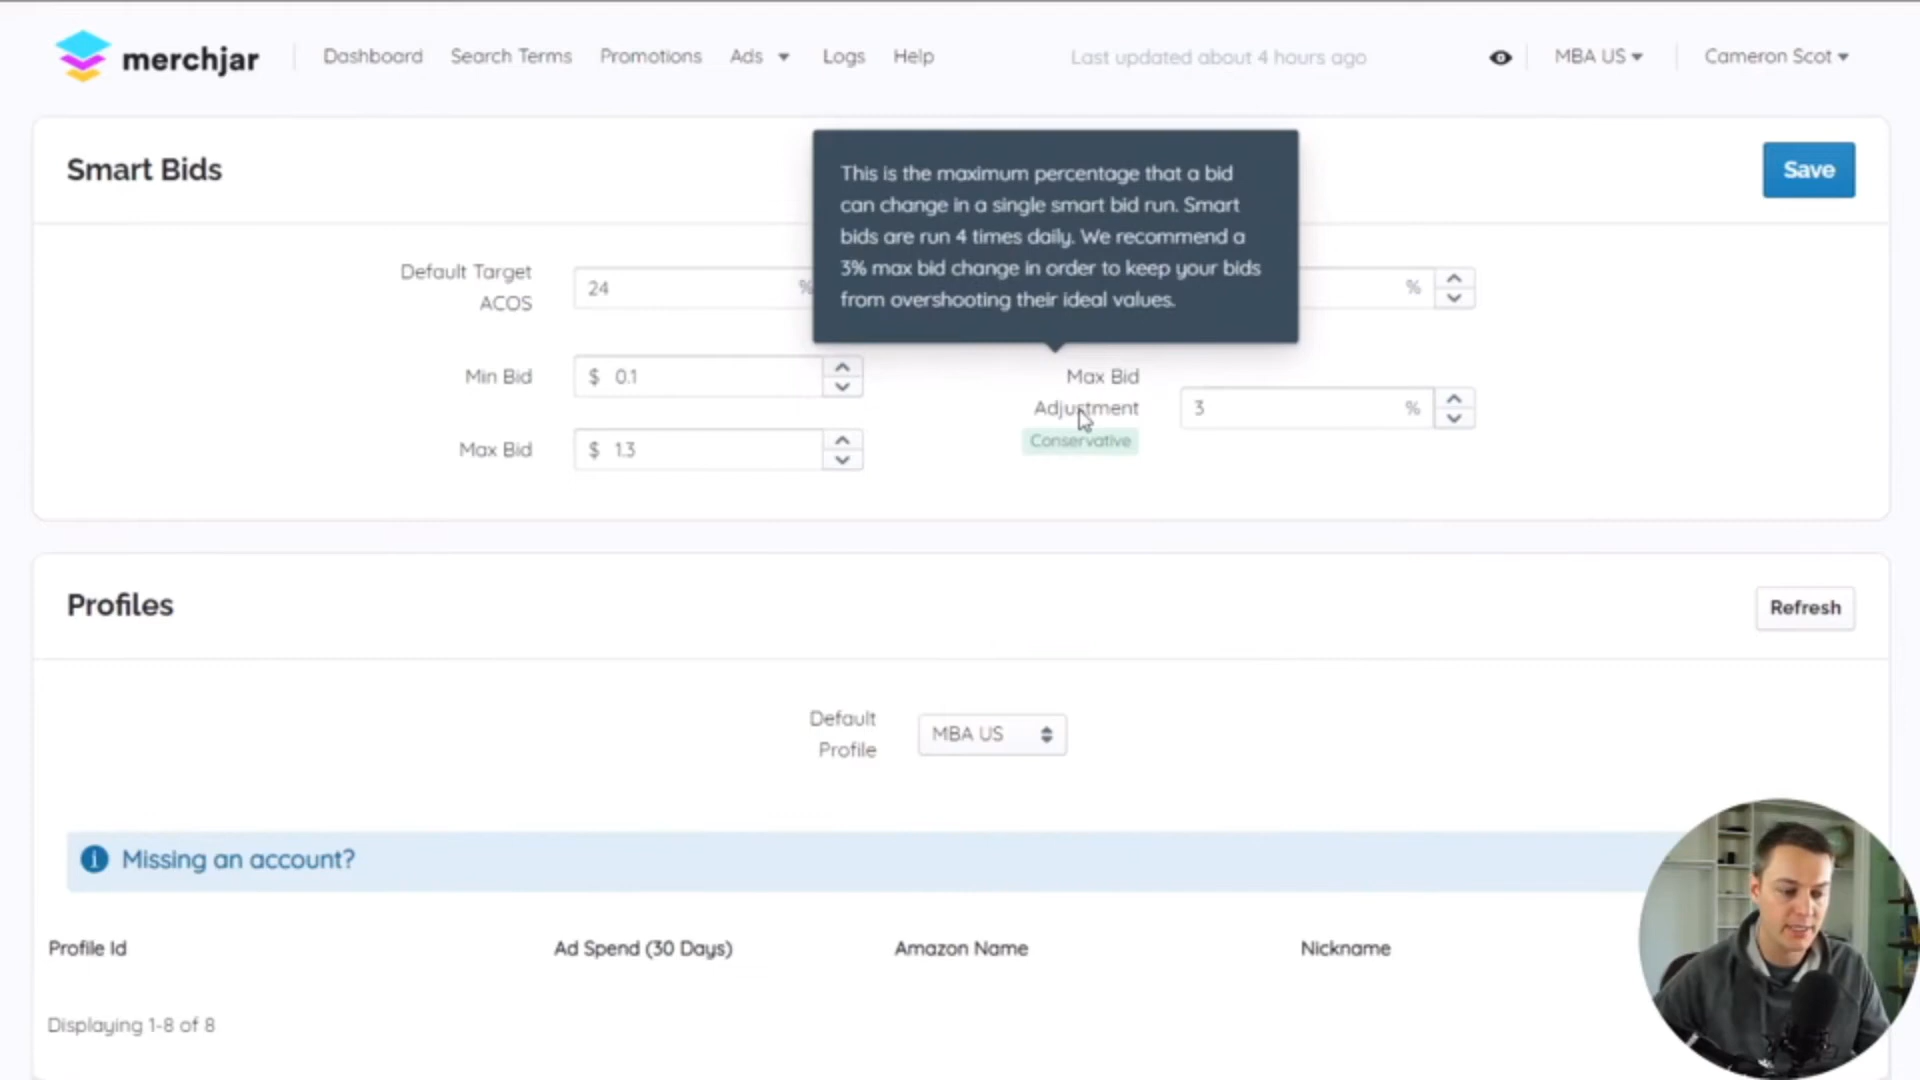 merchjar
Dashboard
Search Terms
Promotions
Ads
Logs
Help
Last updated about 4 hours ago
MBA US
Cameron Scot
Smart Bids
Save
This is the maximum percentage that a bid
can change in a single smart bid run. Smart
bids are run 4 times daily. We recommend a
3% max bid change in order to keep your bids
from overshooting their ideal values.
Default Target
ACOS
24
%
%
Min Bid
$ 0.1
Max Bid
$ 1.3
Max Bid
Adjustment
Conservative
3
%
Profiles
Refresh
Default
Profile
MBA US
Missing an account?
Profile Id
Ad Spend (30 Days)
Amazon Name
Nickname
Displaying 1-8 of 8